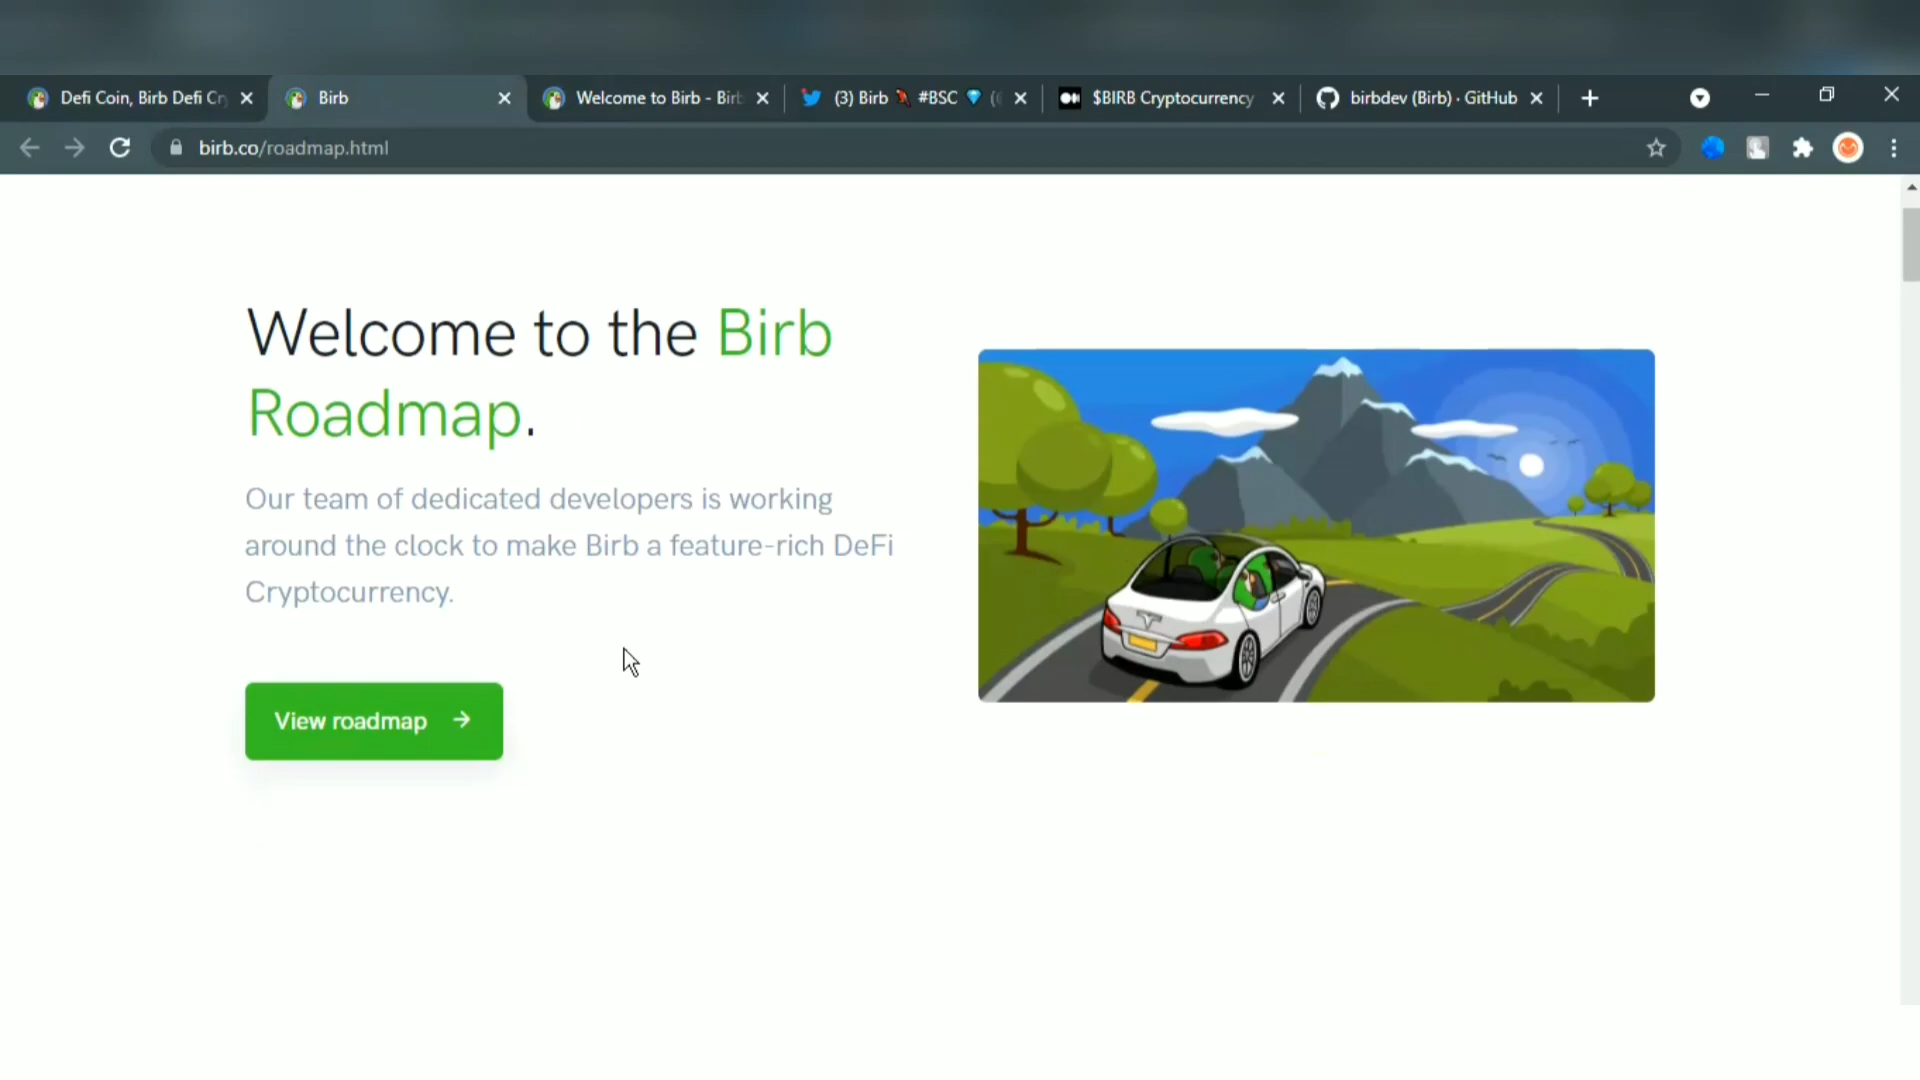 Defi Coin, Birb Defi Cr
Birb
Welcome to Birb - Birb
(3) Birb #BSC
$BIRB Cryptocurrency
birbdev (Birb) · GitHub
birb.co/roadmap.html
Welcome to the Birb
Roadmap.
Our team of dedicated developers is working
around the clock to make Birb a feature-rich DeFi
Cryptocurrency.
View roadmap